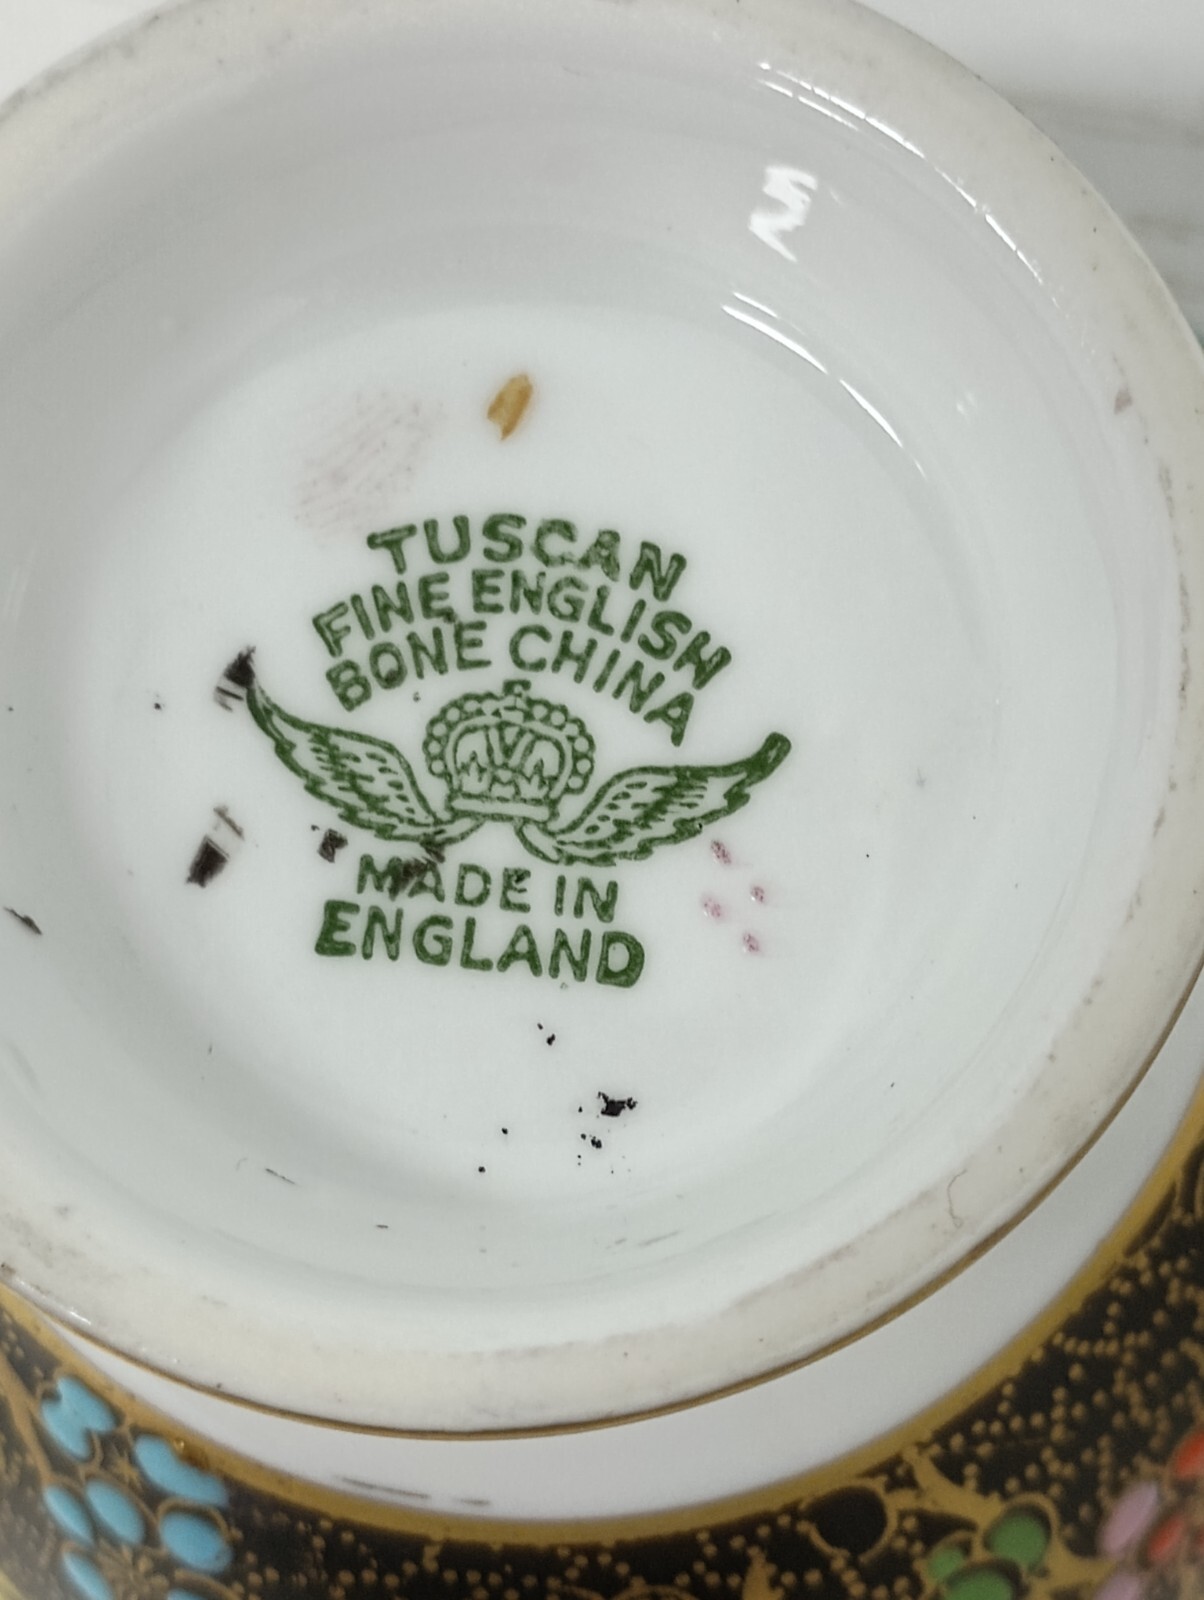 TUSCAN
FINE ENGLISH
BONE CHINA
MADE IN
ENGLAND